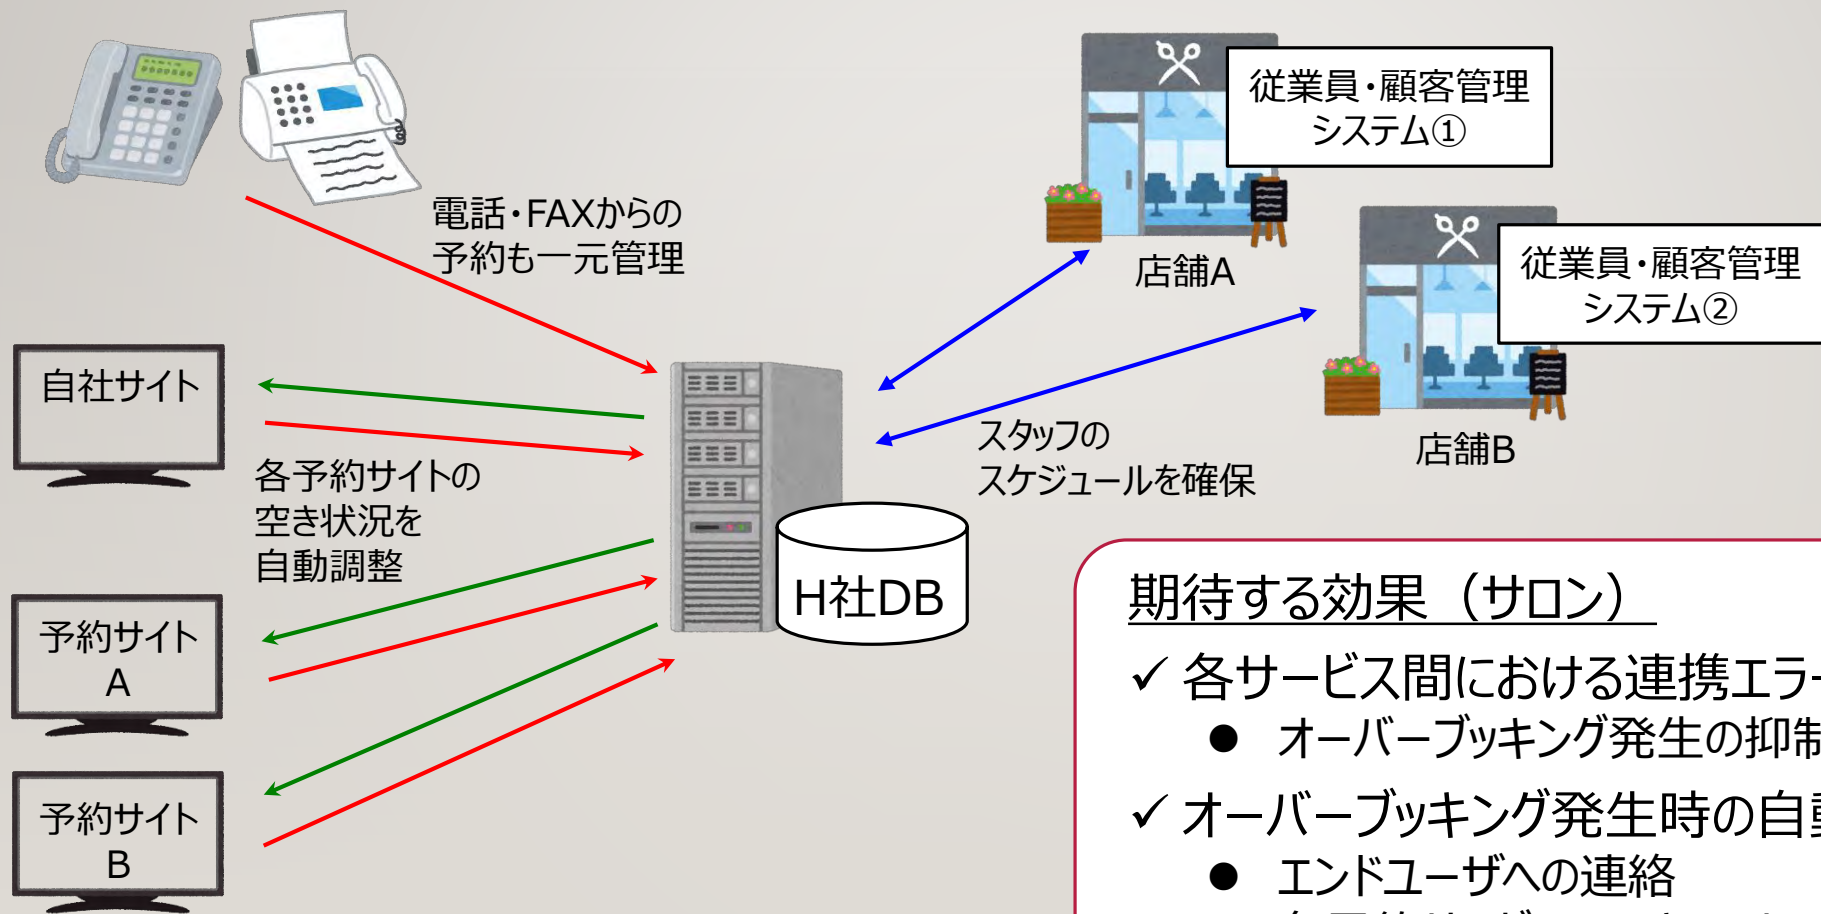 電話・FAXからの
予約も一元管理
従業員・顧客管理
システム①
店舗A
従業員・顧客管理
システム②
店舗B
自社サイト
各予約サイトの
空き状況を
自動調整
予約サイト
A
予約サイト
B
H社DB
スタッフの
スケジュールを確保
期待する効果（サロン）
✓ 各サービス間における連携エラー
● オーバーブッキング発生の抑制
✓ オーバーブッキング発生時の自動
● エンドユーザへの連絡